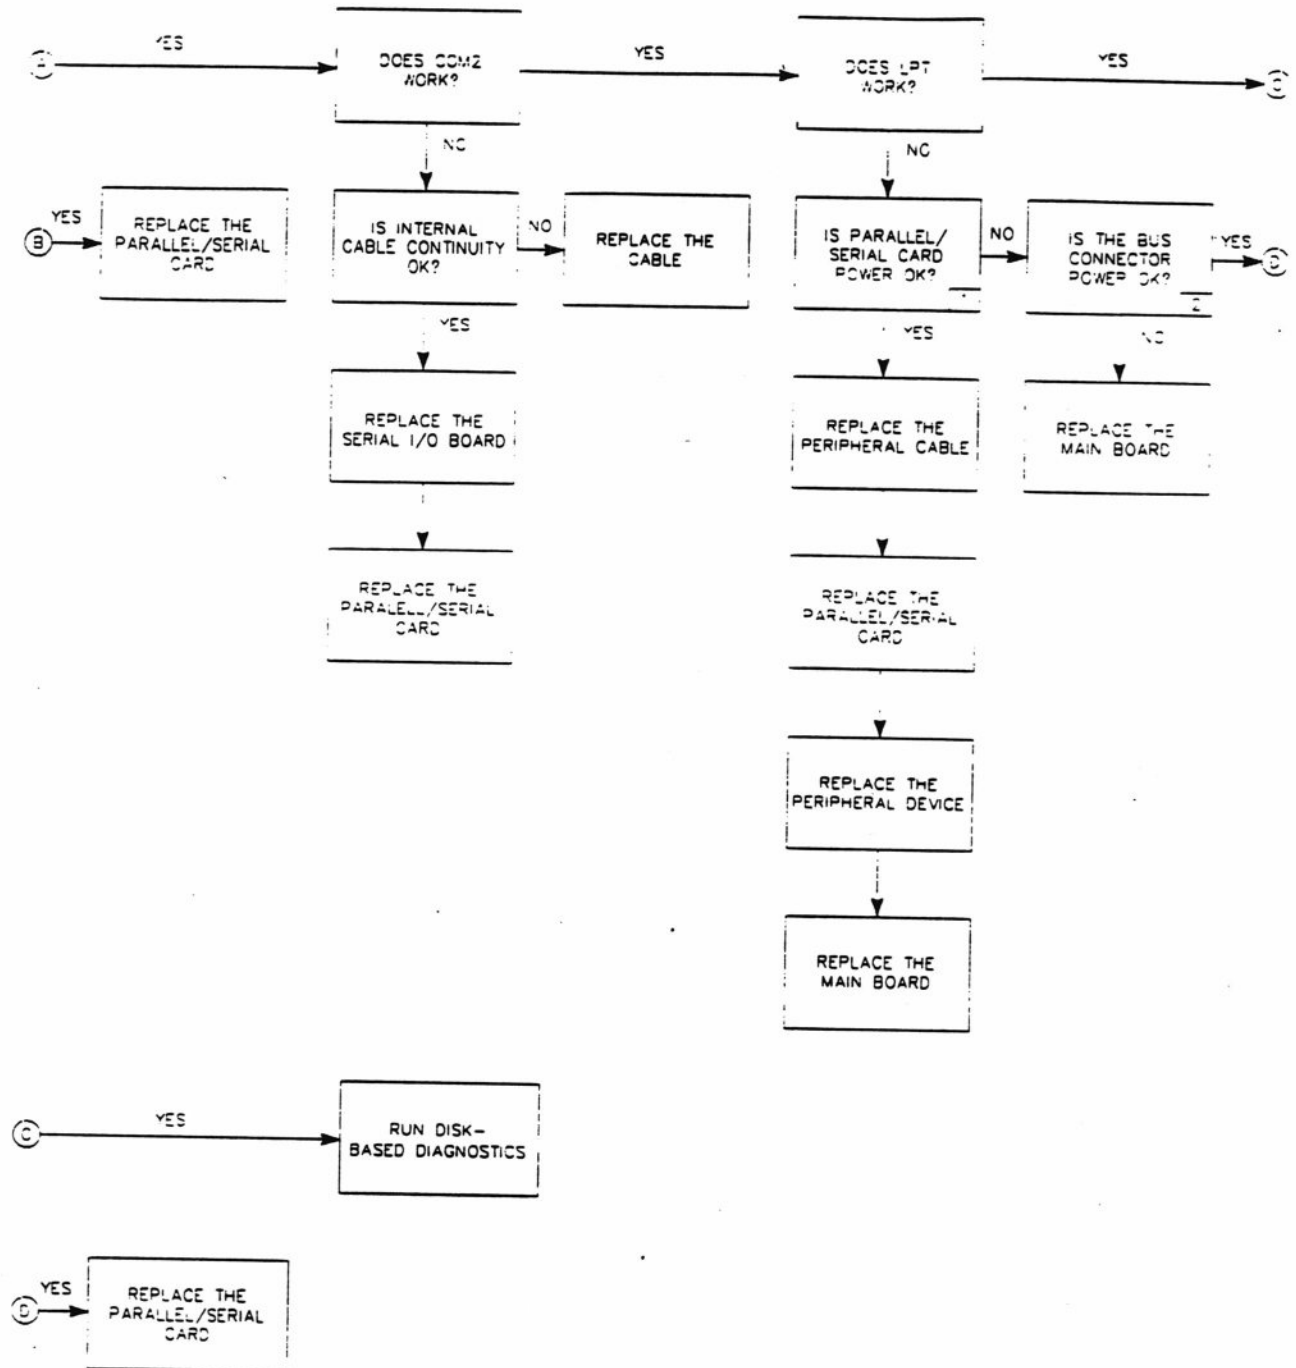 YES
DOES COM2
WORK?
YES
DOES LPT
WORK?
YES
A
C
NO
NO
B
YES
REPLACE THE
PARALLEL/SERIAL
CARD
IS INTERNAL
CABLE CONTINUITY
OK?
NO
REPLACE THE
CABLE
IS PARALLEL/
SERIAL CARD
POWER OK?
1
NO
IS THE BUS
CONNECTOR
POWER OK?
2
YES
D
YES
YES
NO
REPLACE THE
SERIAL I/O BOARD
REPLACE THE
PERIPHERAL CABLE
REPLACE THE
MAIN BOARD
REPLACE THE
PARALELL/SERIAL
CARD
REPLACE THE
PARALLEL/SERIAL
CARD
REPLACE THE
PERIPHERAL DEVICE
REPLACE THE
MAIN BOARD
C
YES
RUN DISK-
BASED DIAGNOSTICS
D
YES
REPLACE THE
PARALLEL/SERIAL
CARD